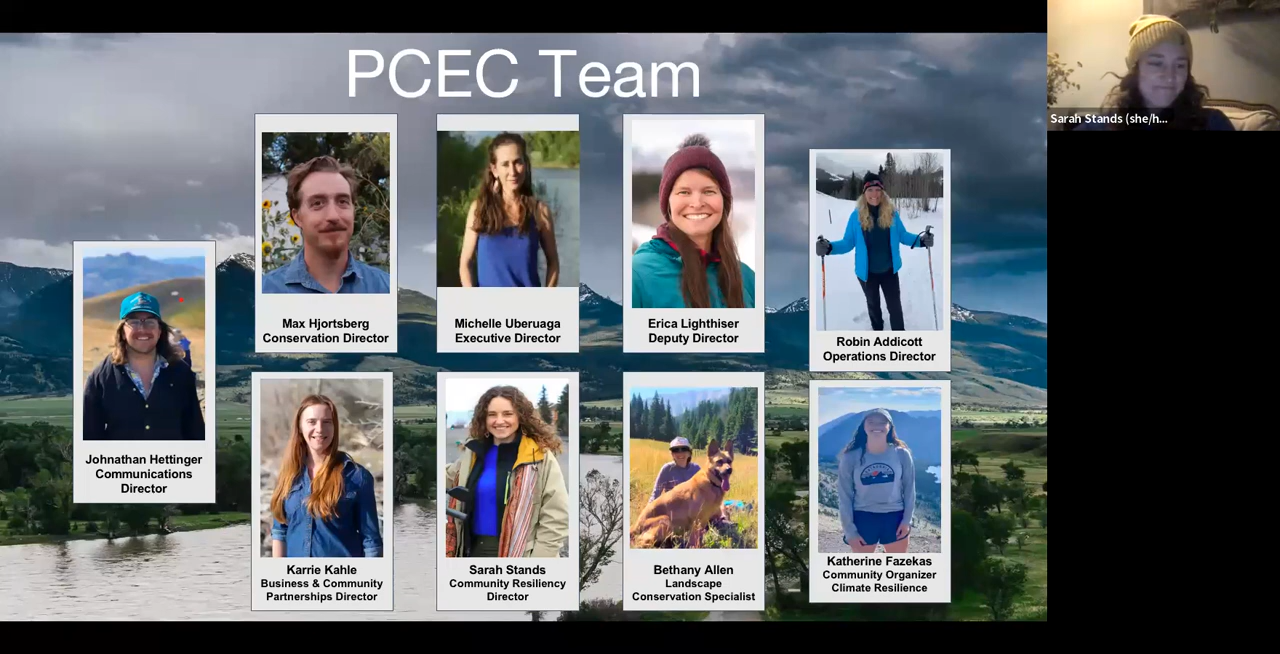 PCEC Team
Sarah Stands (she/h...
Max Hjortsberg
Conservation Director
Michelle Uberuaga
Executive Director
Erica Lighthiser
Deputy Director
Robin Addicott
Operations Director
Johnathan Hettinger
Communications
Director
Karrie Kahle
Business & Community
Partnerships Director
Sarah Stands
Community Resiliency
Director
Bethany Allen
Landscape
Conservation Specialist
Katherine Fazekas
Community Organizer
Climate Resilience